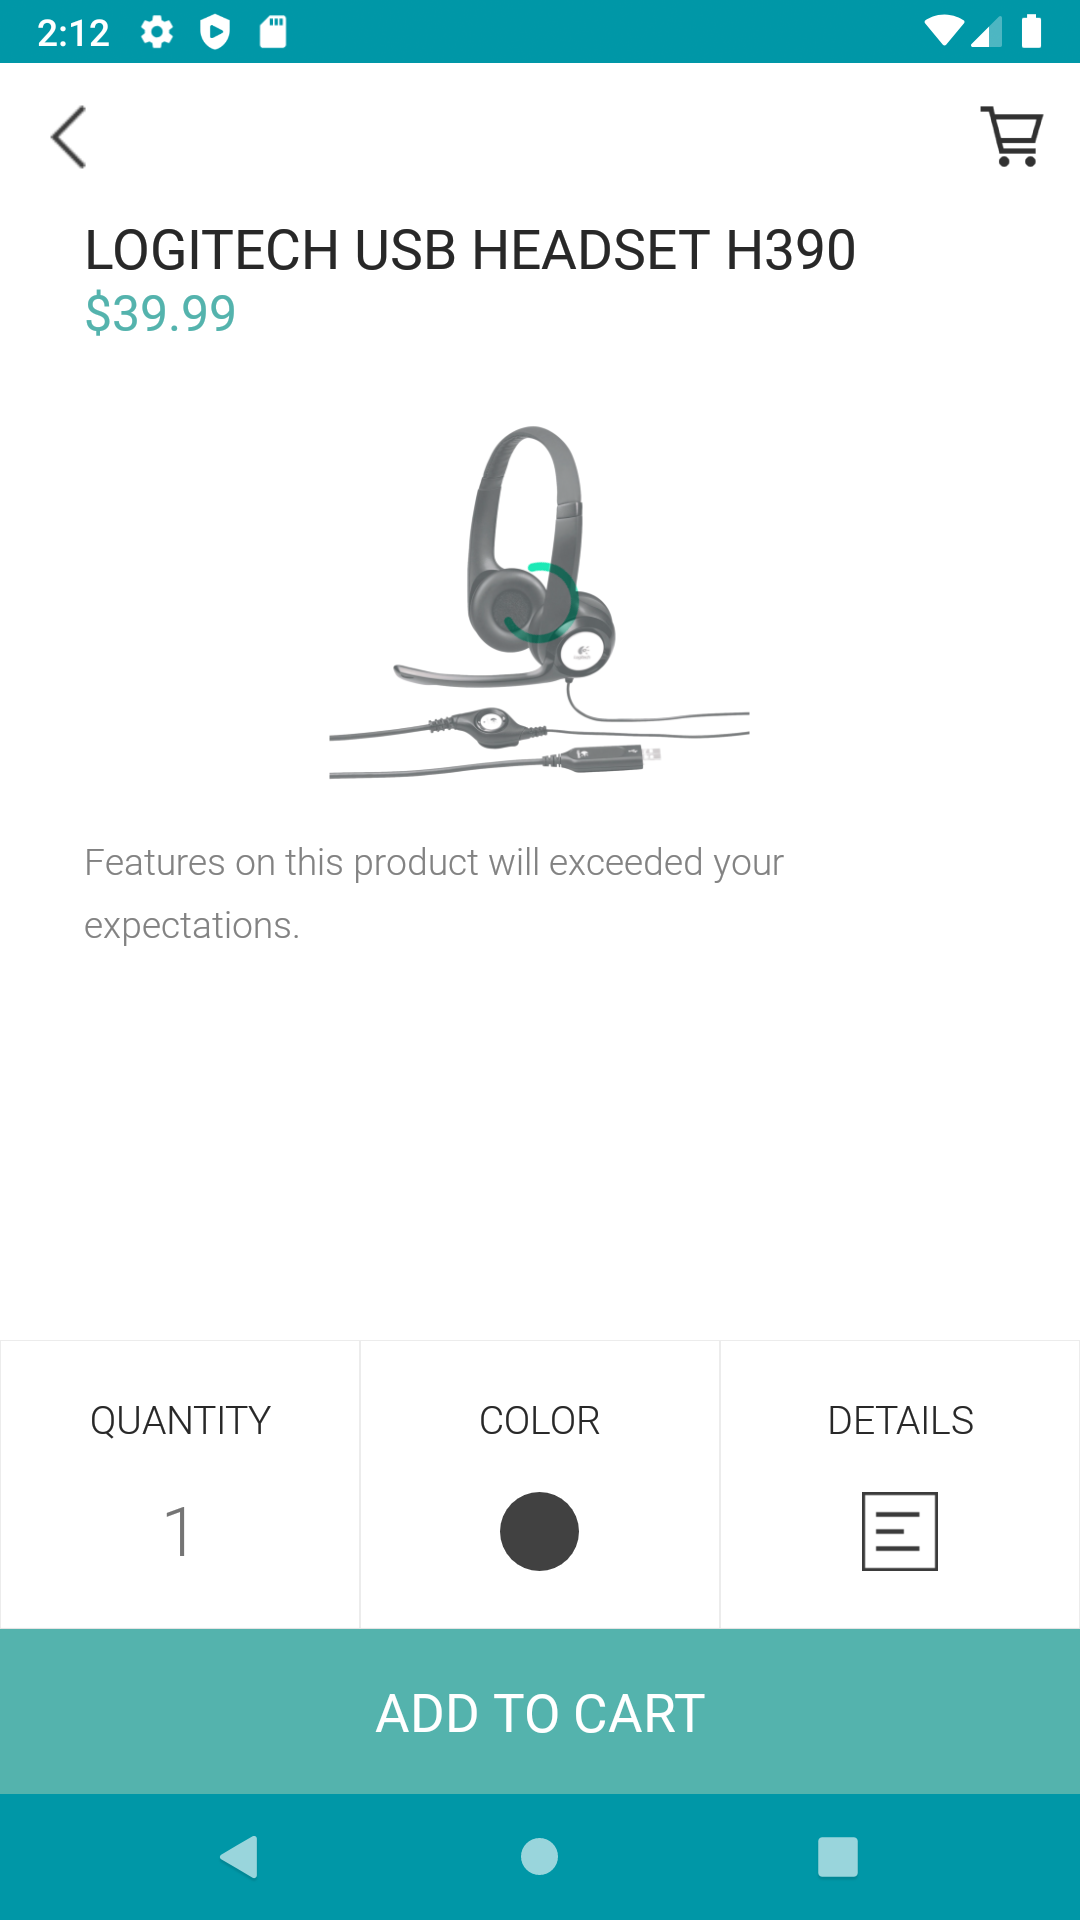 2:12
LOGITECH USB HEADSET H390
$39.99
Features on this product will exceeded your
expectations.
QUANTITY
COLOR
DETAILS
1
ADD TO CART